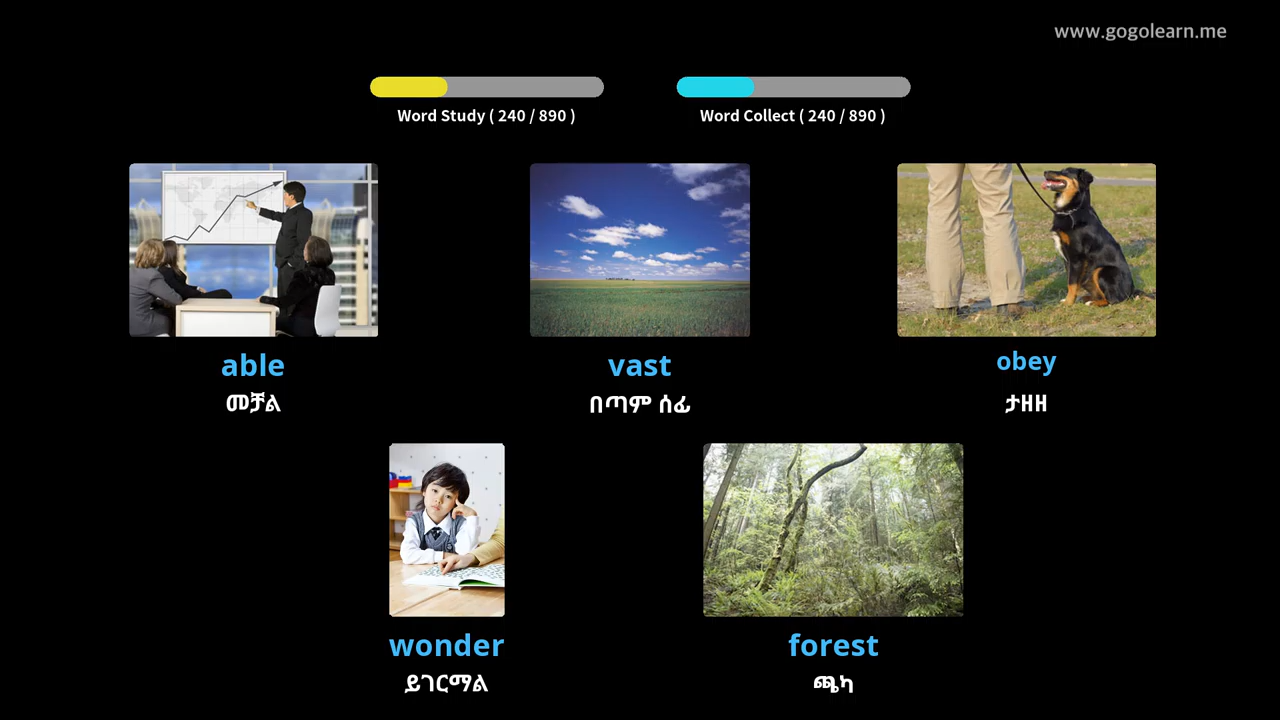 www.gogolearn.me
Word Study ( 240 / 890 )
Word Collect ( 240 / 890 )
able
vast
obey
መቻል
በጣም ሰፊ
ታዘዘ
wonder
forest
ይገርማል
ጫካ